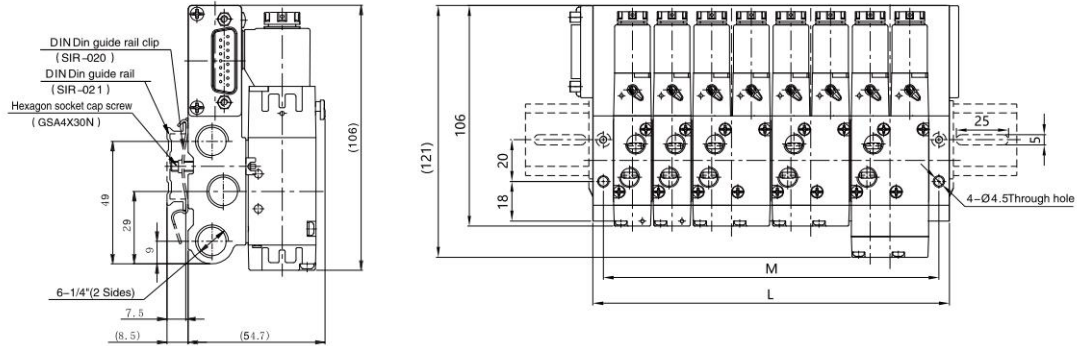 DIN Din guide rail clip
(SIR-020)
DIN Din guide rail
(SIR-021)
Hexagon socket cap screw
(GSA4X30N)
49
29
9
6-1/4"(2 Sides)
7.5
(8.5)
(54.7)
(106)
(121)
106
20
18
25
5
4-Ø4.5Through hole
M
L